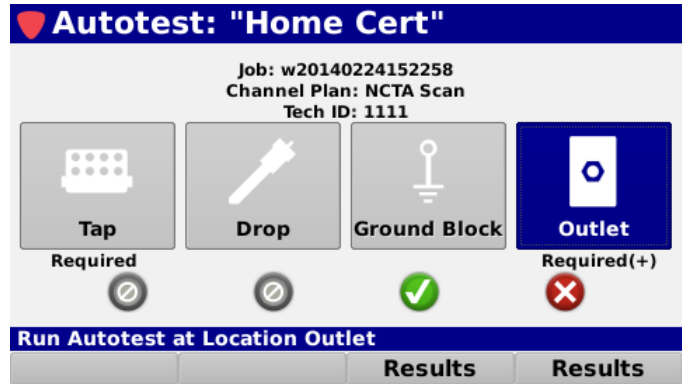 Autotest: "Home Cert"
Job: w20140224152258
Channel Plan: NCTA Scan
Tech ID: 1111
Tap Drop Ground Block Outlet
Required Required(+)
Run Autotest at Location Outlet
Results Results